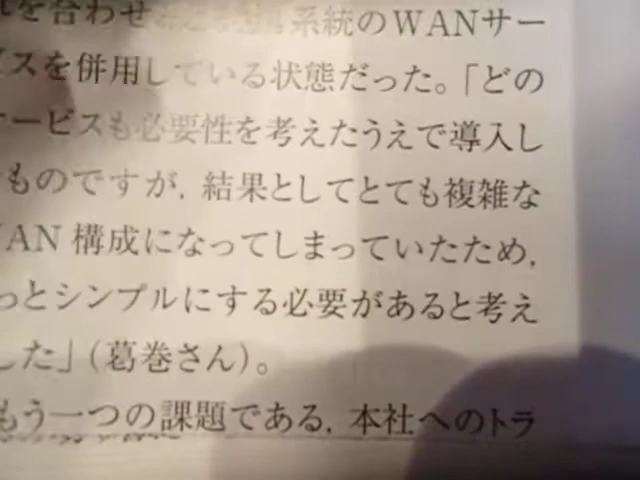 を合わせ 系統のWANサー
スを併用している状態だった。「どの
サービスも必要性を考えたうえで導入し
ものですが，結果としてとても複雑な
WAN構成になってしまっていたため，
っとシンプルにする必要があると考え
した」（葛巻さん）。
もう一つの課題である，本社へのトラ